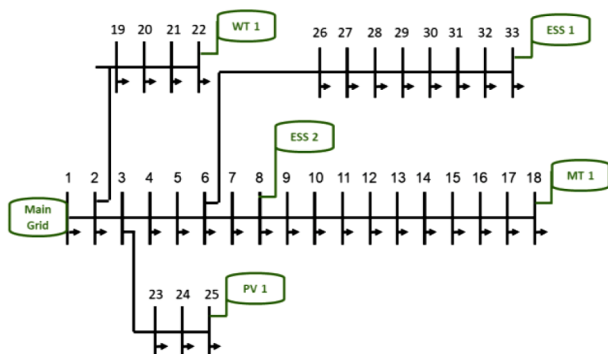 19 20 21 22 WT 1
26 27 28 29 30 31 32 33 ESS 1
ESS 2
1 2 3 4 5 6 7 8 9 10 11 12 13 14 15 16 17 18 MT 1
Main
Grid
23 24 25 PV 1